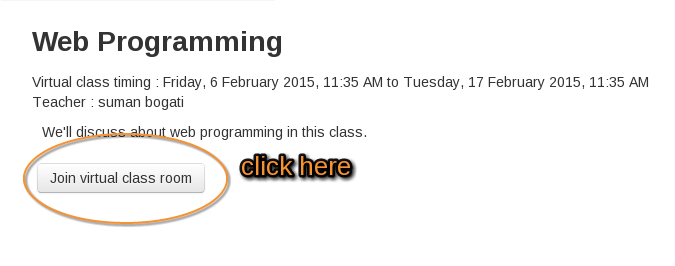 Web Programming
Virtual class timing : Friday, 6 February 2015, 11:35 AM to Tuesday, 17 February 2015, 11:35 AM
Teacher : suman bogati
We'll discuss about web programming in this class.
Join virtual class room
click here